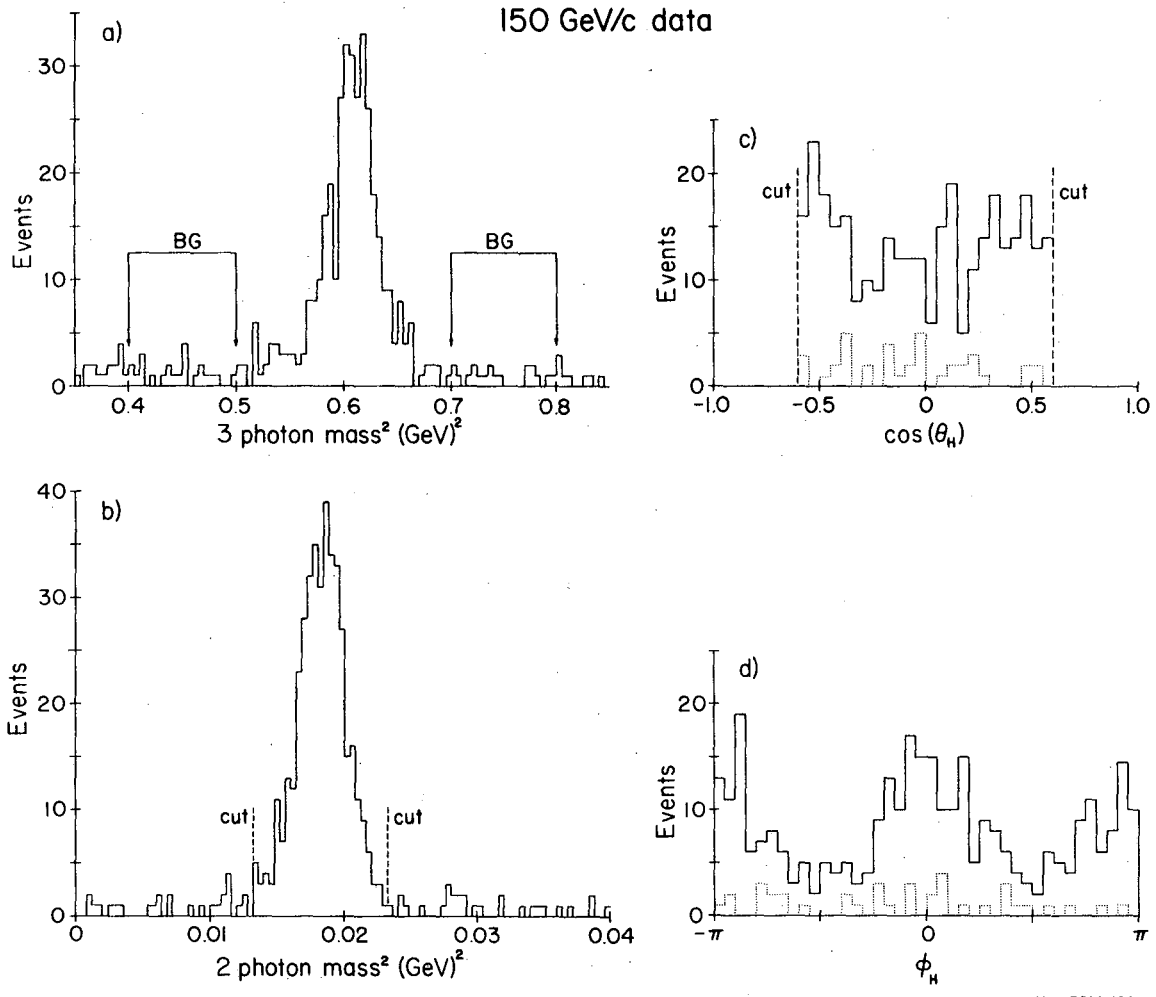 150 GeV/c data
a)
30
20
10
0
Events
BG
BG
0.4 0.5 0.6 0.7 0.8
3 photon mass² (GeV)²
b)
40
30
20
10
0
Events
cut
cut
0 0.01 0.02 0.03 0.04
2 photon mass² (GeV)²
c)
20
10
0
Events
cut
cut
-1.0 -0.5 0 0.5 1.0
cos(θ_H)
d)
20
10
0
Events
-π 0 π
ϕ_H